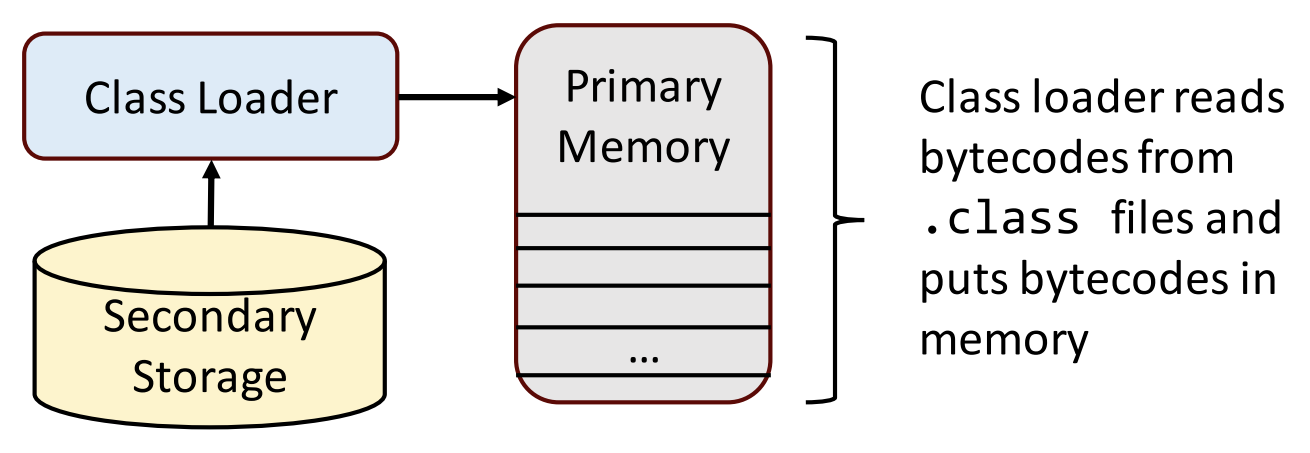 Class Loader
Primary
Memory
Secondary
Storage
...
Class loader reads
bytecodes from
.class files and
puts bytecodes in
memory